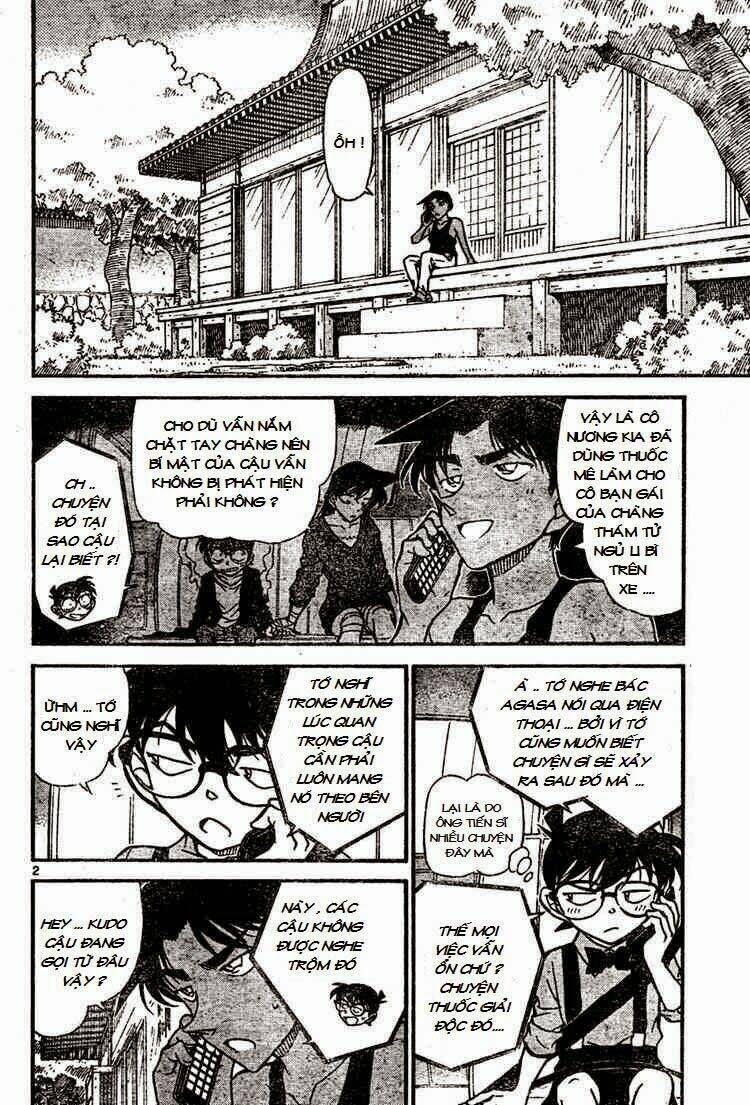 ỒH !
VẬY LÀ CÔ
NƯƠNG KIA ĐÃ
DÙNG THUỐC
MÊ LÀM CHO
CÔ BẠN GÁI
CỦA CHÀNG
THÁM TỬ
NGỦ LI BÌ
TRÊN
XE ....
CHO DÙ VẪN NẮM
CHẶT TAY CHÀNG NÊN
BÍ MẬT CỦA CẬU VẪN
KHÔNG BỊ PHÁT HIỆN
PHẢI KHÔNG ?
CH ..
CHUYỆN
ĐÓ TẠI
SAO CẬU
LẠI BIẾT ?!
À .. TỚ NGHE BÁC
AGASA NÓI QUA ĐIỆN
THOẠI ... BỞI VÌ TỚ
CŨNG MUỐN BIẾT
CHUYỆN GÌ SẼ XẢY
RA SAU ĐÓ MÀ ...
LẠI LÀ DO
ÔNG TIẾN SĨ
NHIỀU CHUYỆN
ĐÂY MÀ
THẾ MỌI
VIỆC VẪN
ỔN CHỨ ?
CHUYỆN
THUỐC GIẢI
ĐỘC ĐÓ....
TỚ NGHĨ
TRONG NHỮNG
LÚC QUAN
TRỌNG CẬU
CẦN PHẢI
LUÔN MANG
NÓ THEO BÊN
NGƯỜI
ỪHM ... TỚ
CŨNG NGHĨ
VẬY
2
NÀY , CÁC
CẬU KHÔNG
ĐƯỢC NGHE
TRỘM ĐÓ
HEY ... KUDO
CẬU ĐANG
GỌI TỪ ĐÂU
VẬY ?